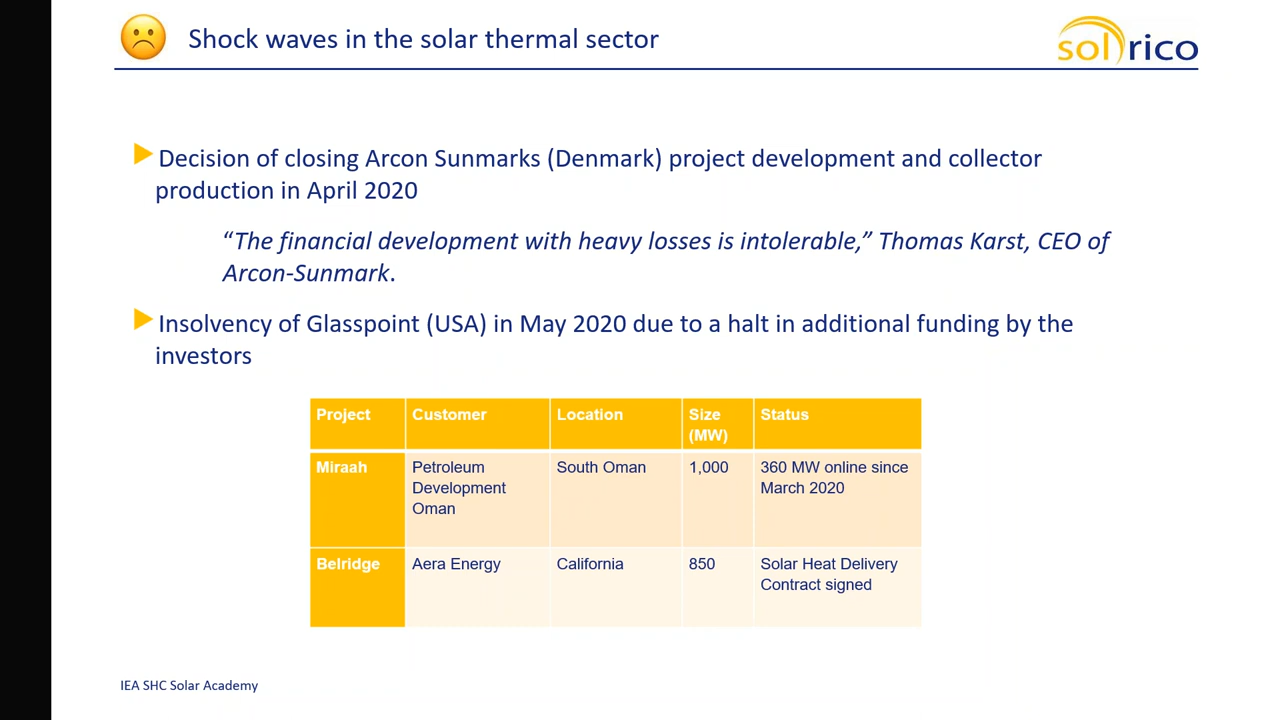 Shock waves in the solar thermal sector
solrico
Decision of closing Arcon Sunmarks (Denmark) project development and collector
production in April 2020
“The financial development with heavy losses is intolerable,” Thomas Karst, CEO of
Arcon-Sunmark.
Insolvency of Glasspoint (USA) in May 2020 due to a halt in additional funding by the
investors
Project Customer Location Size (MW) Status
Miraah Petroleum Development Oman South Oman 1,000 360 MW online since March 2020
Belridge Aera Energy California 850 Solar Heat Delivery Contract signed
IEA SHC Solar Academy